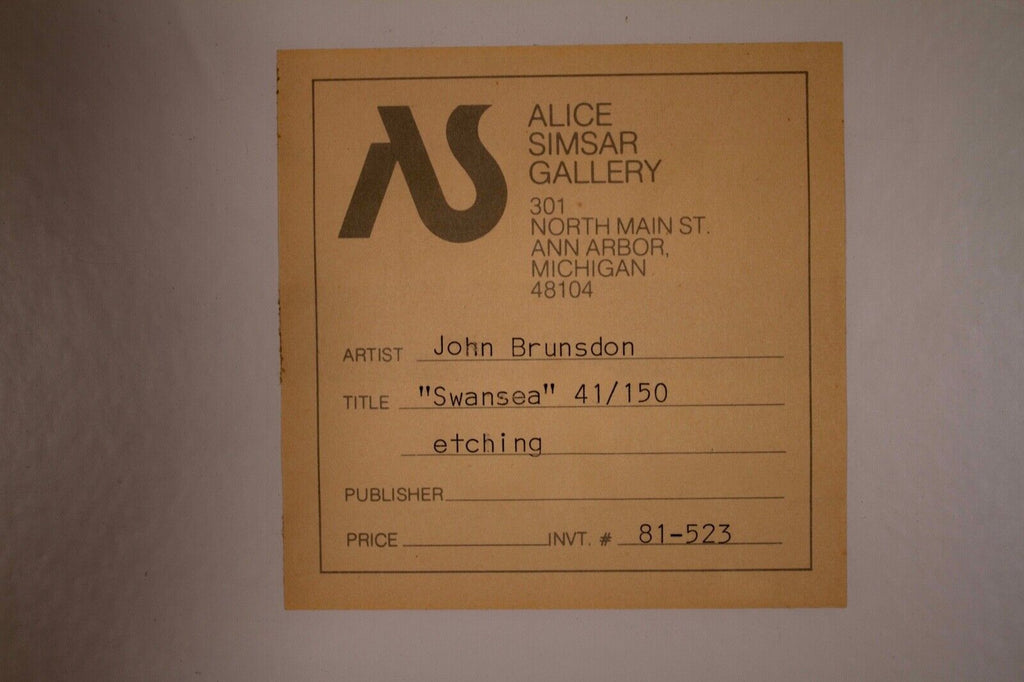 AS
ALICE
SIMSAR
GALLERY
301
NORTH MAIN ST.
ANN ARBOR,
MICHIGAN
48104
ARTIST John Brunsdon
TITLE "Swansea" 41/150
etching
PUBLISHER
PRICE INVT. # 81-523